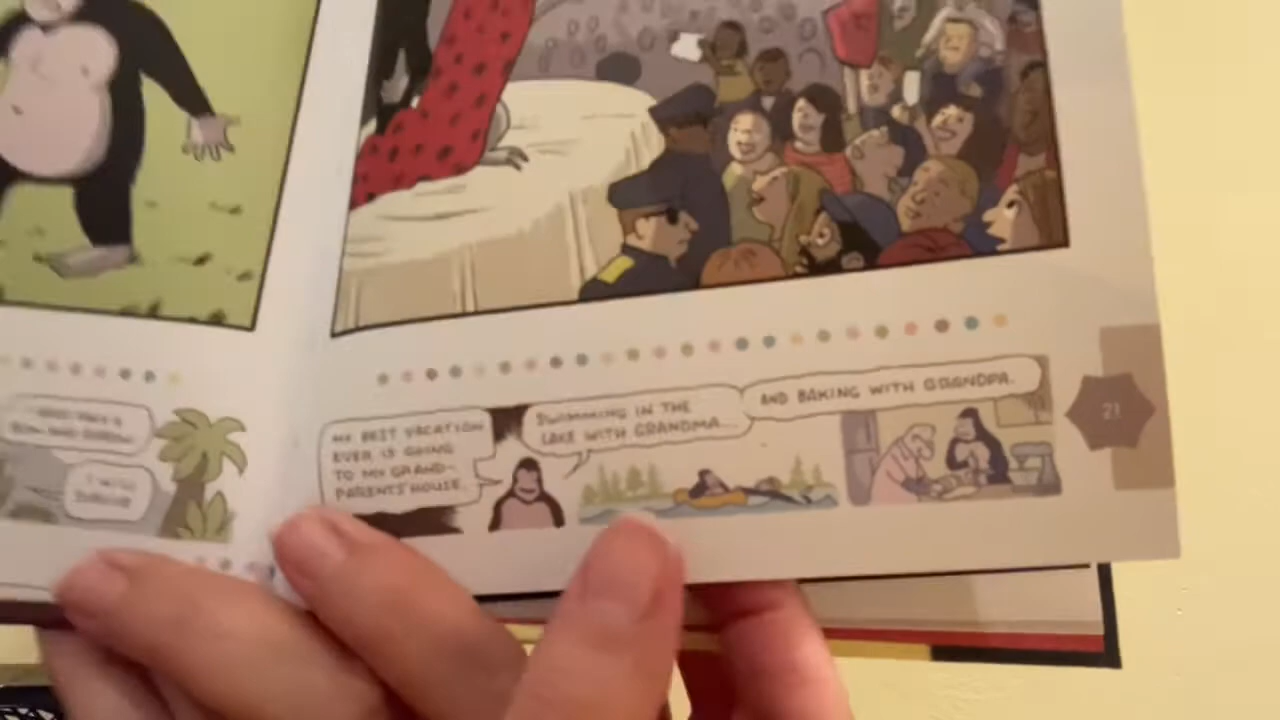 MY BEST VACATION
EVER IS GOING
TO MY GRAND-
PARENTS' HOUSE.
SWIMMING IN THE
LAKE WITH GRANDMA...
AND BAKING WITH GRANDPA.
21